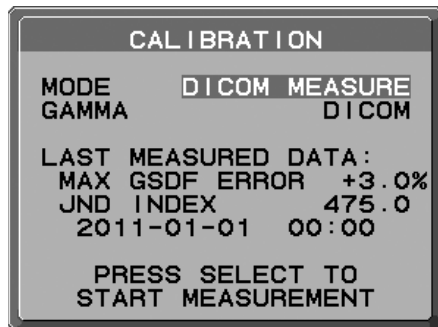 CALIBRATION
MODE DICOM MEASURE
GAMMA DICOM
LAST MEASURED DATA:
MAX GSDF ERROR +3.0%
JND INDEX 475.0
2011-01-01 00:00
PRESS SELECT TO
START MEASUREMENT